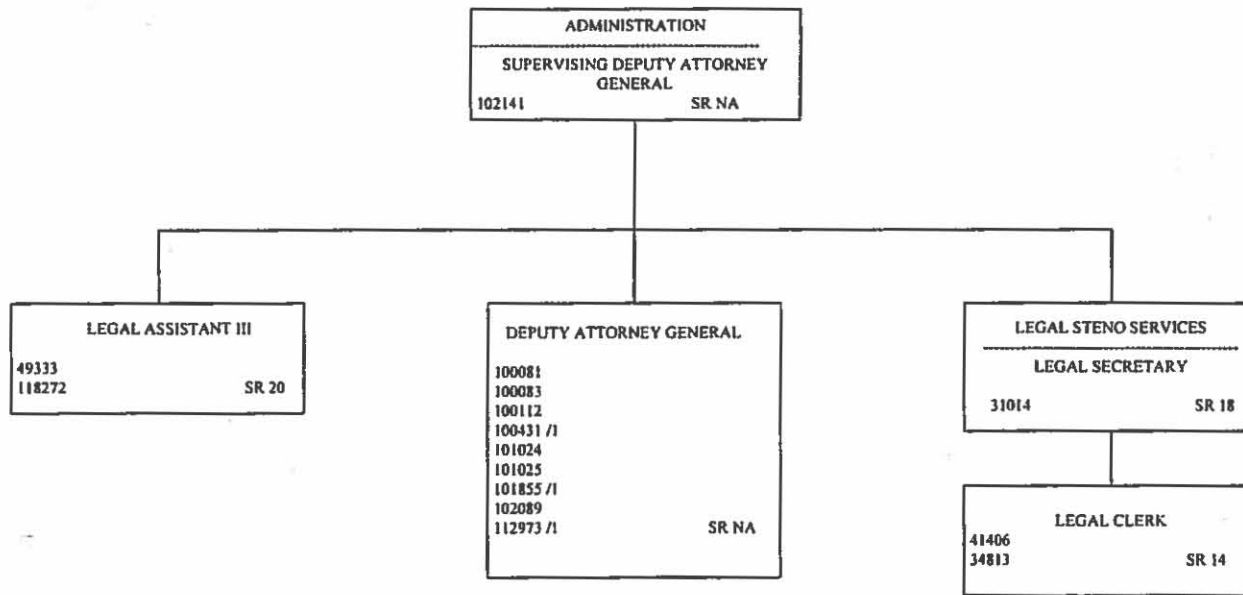 ADMINISTRATION
SUPERVISING DEPUTY ATTORNEY
GENERAL
102141 SR NA
LEGAL ASSISTANT III
49333
118272 SR 20
DEPUTY ATTORNEY GENERAL
100081
100083
100112
100431 /1
101024
101025
101855 /1
102089
112973 /1 SR NA
LEGAL STENO SERVICES
LEGAL SECRETARY
31014 SR 18
LEGAL CLERK
41406
34813 SR 14